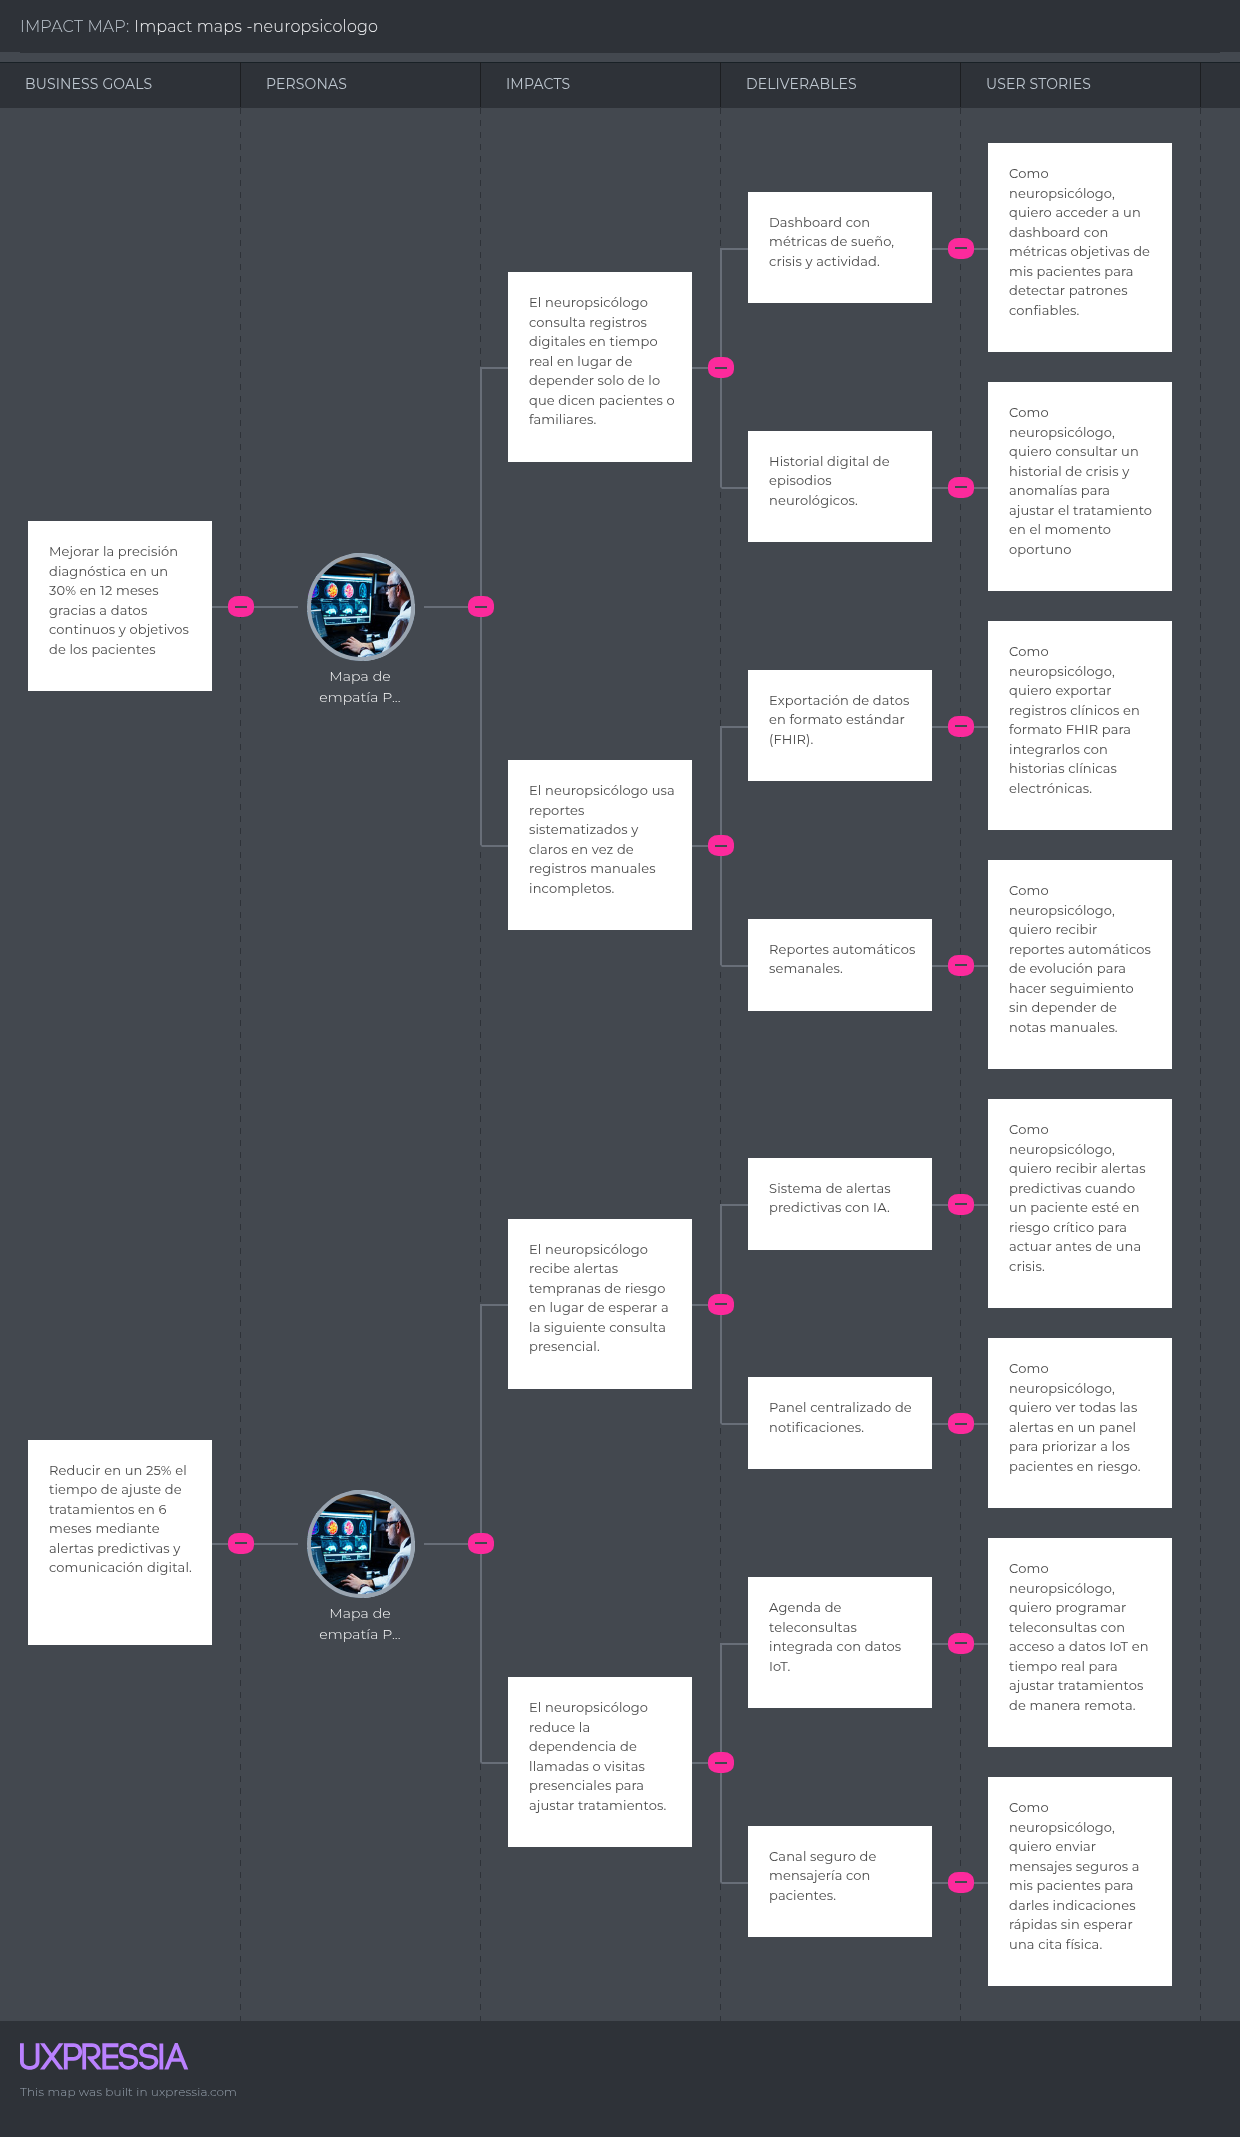 IMPACT MAP: Impact maps -neuropsicologo
BUSINESS GOALS
PERSONAS
IMPACTS
DELIVERABLES
USER STORIES
Mejorar la precisión
diagnóstica en un
30% en 12 meses
gracias a datos
continuos y objetivos
de los pacientes
Mapa de
empatía P...
El neuropsicólogo
consulta registros
digitales en tiempo
real en lugar de
depender solo de lo
que dicen pacientes o
familiares.
Dashboard con
métricas de sueño,
crisis y actividad.
Como
neuropsicólogo,
quiero acceder a un
dashboard con
métricas objetivas de
mis pacientes para
detectar patrones
confiables.
Historial digital de
episodios
neurológicos.
Como
neuropsicólogo,
quiero consultar un
historial de crisis y
anomalías para
ajustar el tratamiento
en el momento
oportuno
El neuropsicólogo usa
reportes
sistematizados y
claros en vez de
registros manuales
incompletos.
Exportación de datos
en formato estándar
(FHIR).
Como
neuropsicólogo,
quiero exportar
registros clínicos en
formato FHIR para
integrarlos con
historias clínicas
electrónicas.
Reportes automáticos
semanales.
Como
neuropsicólogo,
quiero recibir
reportes automáticos
de evolución para
hacer seguimiento
sin depender de
notas manuales.
Reducir en un 25% el
tiempo de ajuste de
tratamientos en 6
meses mediante
alertas predictivas y
comunicación digital.
Mapa de
empatía P...
El neuropsicólogo
recibe alertas
tempranas de riesgo
en lugar de esperar a
la siguiente consulta
presencial.
Sistema de alertas
predictivas con IA.
Como
neuropsicólogo,
quiero recibir alertas
predictivas cuando
un paciente esté en
riesgo crítico para
actuar antes de una
crisis.
Panel centralizado de
notificaciones.
Como
neuropsicólogo,
quiero ver todas las
alertas en un panel
para priorizar a los
pacientes en riesgo.
El neuropsicólogo
reduce la
dependencia de
llamadas o visitas
presenciales para
ajustar tratamientos.
Agenda de
teleconsultas
integrada con datos
IoT.
Como
neuropsicólogo,
quiero programar
teleconsultas con
acceso a datos IoT en
tiempo real para
ajustar tratamientos
de manera remota.
Canal seguro de
mensajería con
pacientes.
Como
neuropsicólogo,
quiero enviar
mensajes seguros a
mis pacientes para
darles indicaciones
rápidas sin esperar
una cita física.
UXPRESSIA
This map was built in uxpressia.com